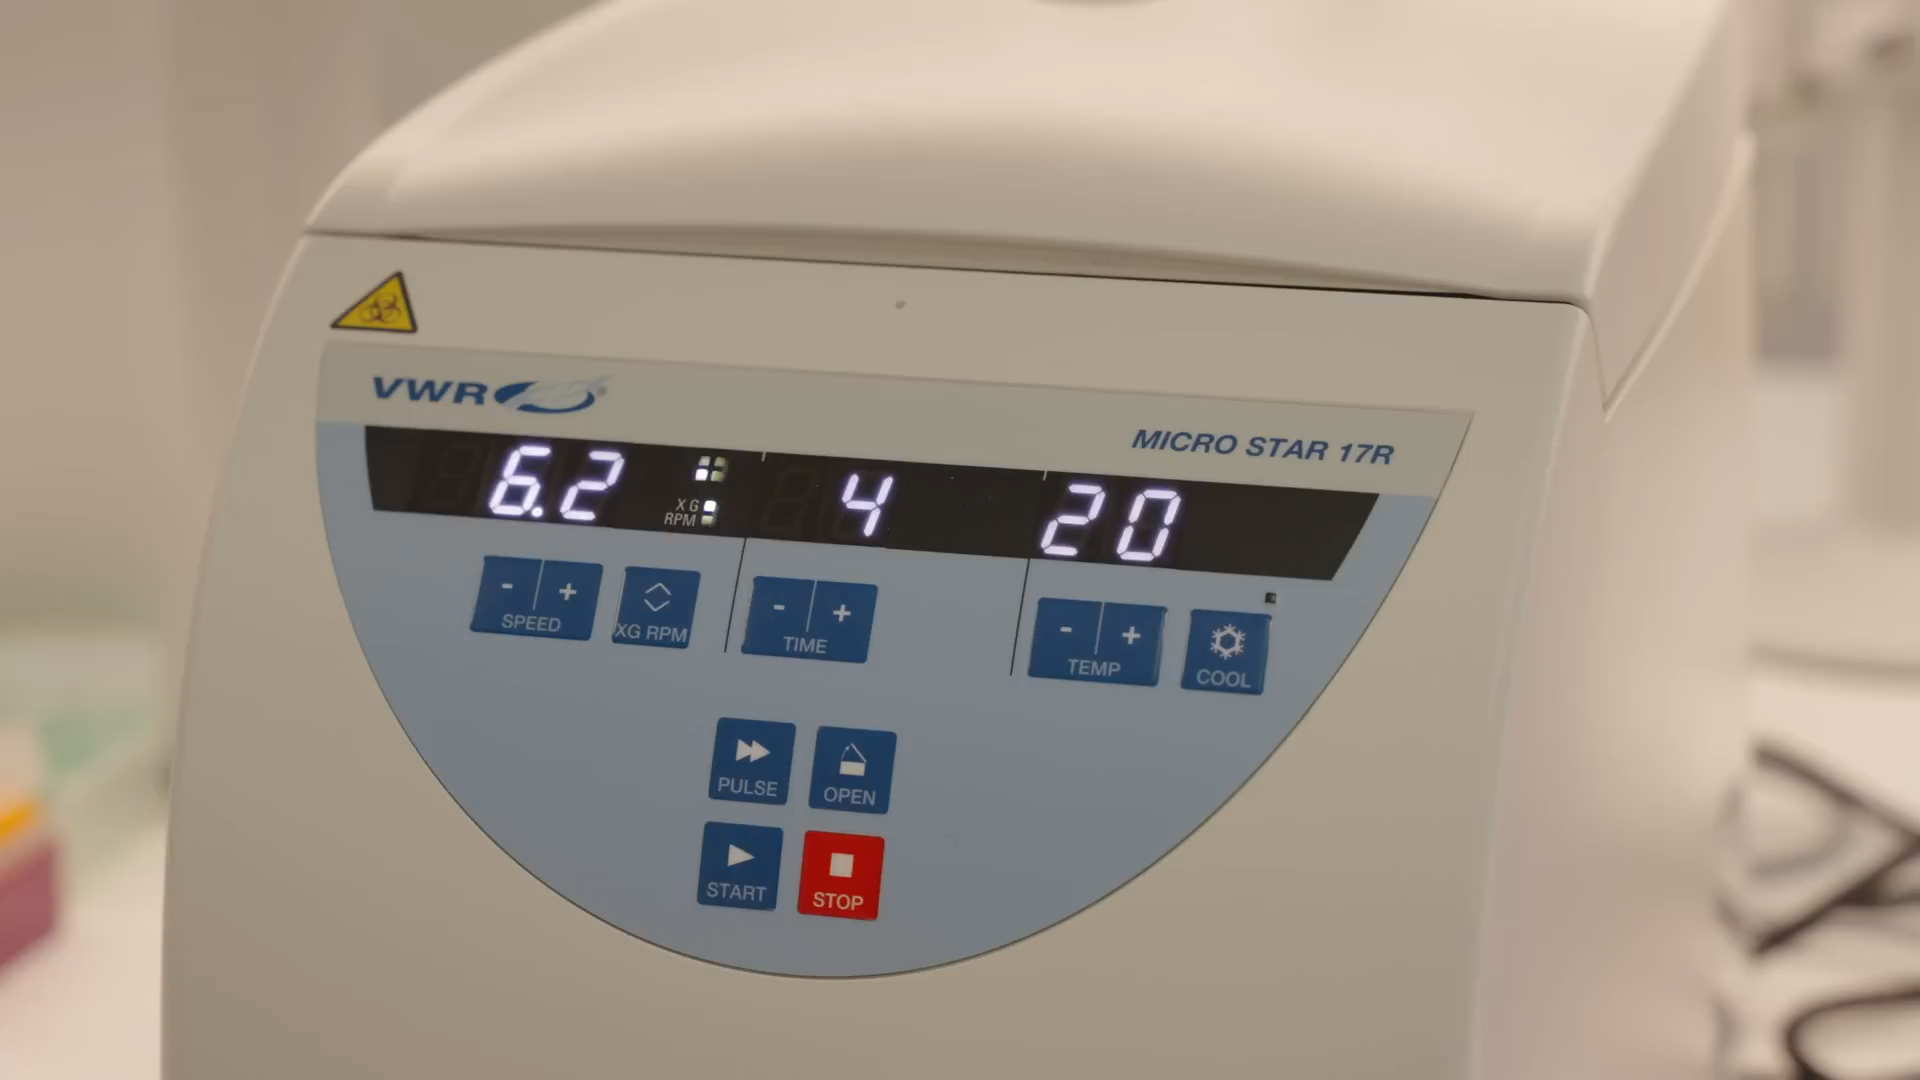 VWR
MICRO STAR 17R
6.2
4
20
X G
RPM
- +
SPEED
XG RPM
- +
TIME
- +
TEMP
COOL
PULSE
OPEN
START
STOP